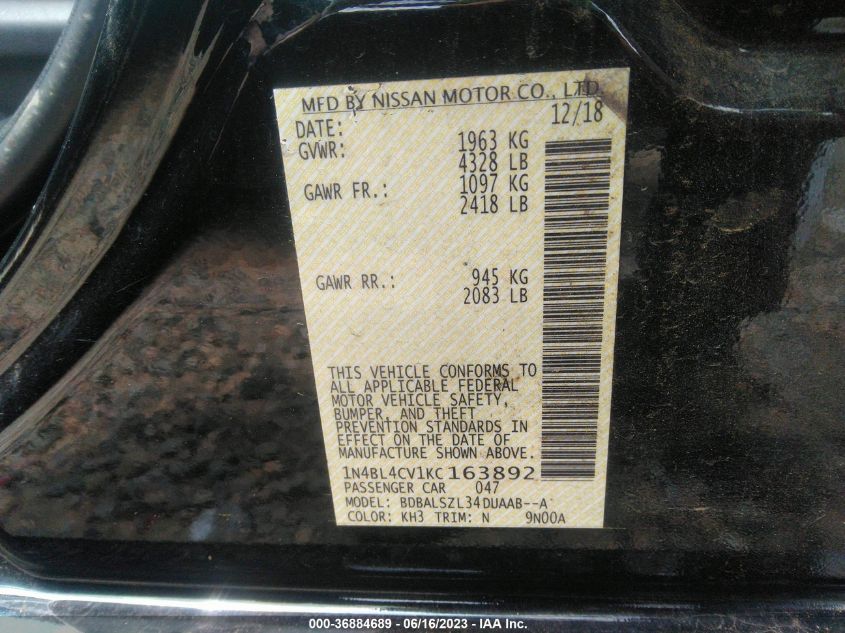 MFD BY NISSAN MOTOR CO., LTD.
DATE: 12/18
GVWR: 1963 KG
4328 LB
GAWR FR.: 1097 KG
2418 LB
GAWR RR.: 945 KG
2083 LB
THIS VEHICLE CONFORMS TO
ALL APPLICABLE FEDERAL
MOTOR VEHICLE SAFETY,
BUMPER, AND THEFT
PREVENTION STANDARDS IN
EFFECT ON THE DATE OF
MANUFACTURE SHOWN ABOVE.
1N4BL4CV1KC163892
PASSENGER CAR 047
MODEL: BDBALSZL34DUAAB--A
COLOR: KH3 TRIM: N 9N00A
000-36884689 - 06/16/2023 - IAA Inc.